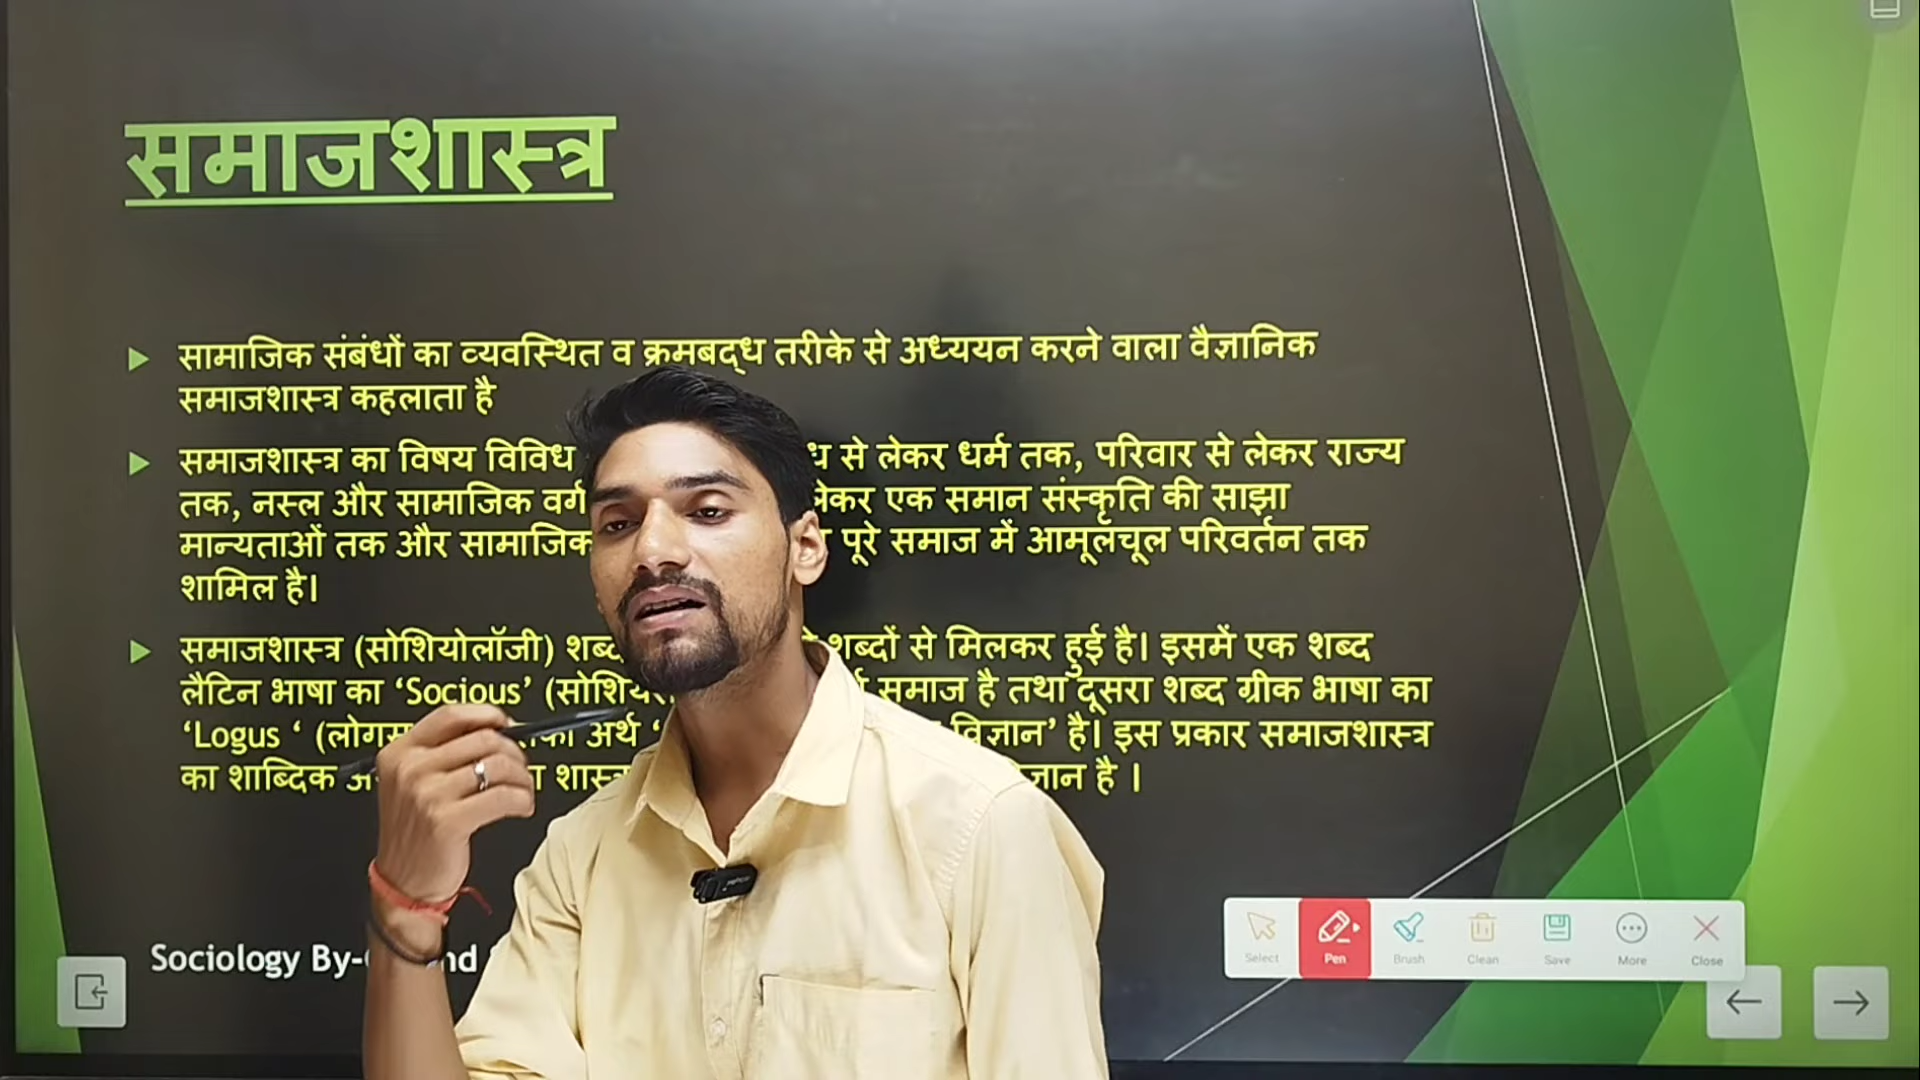 समाजशास्त्र
सामाजिक संबंधों का व्यवस्थित व क्रमबद्ध तरीके से अध्ययन करने वाला वैज्ञानिक
समाजशास्त्र कहलाता है
समाजशास्त्र का विषय विविध से लेकर धर्म तक, परिवार से लेकर राज्य
तक, नस्ल और सामाजिक वर्ग लेकर एक समान संस्कृति की साझा
मान्यताओं तक और सामाजिक पूरे समाज में आमूलचूल परिवर्तन तक
शामिल है।
समाजशास्त्र (सोशियोलॉजी) शब्दों से मिलकर हुई है। इसमें एक शब्द
लैटिन भाषा का ‘Socious’ समाज है तथा दूसरा शब्द ग्रीक भाषा का
‘Logus ‘ अर्थ ‘ विज्ञान’ है। इस प्रकार समाजशास्त्र
का शाब्दिक है ।
Sociology By-
Select Pen Brush Clean Save More Close